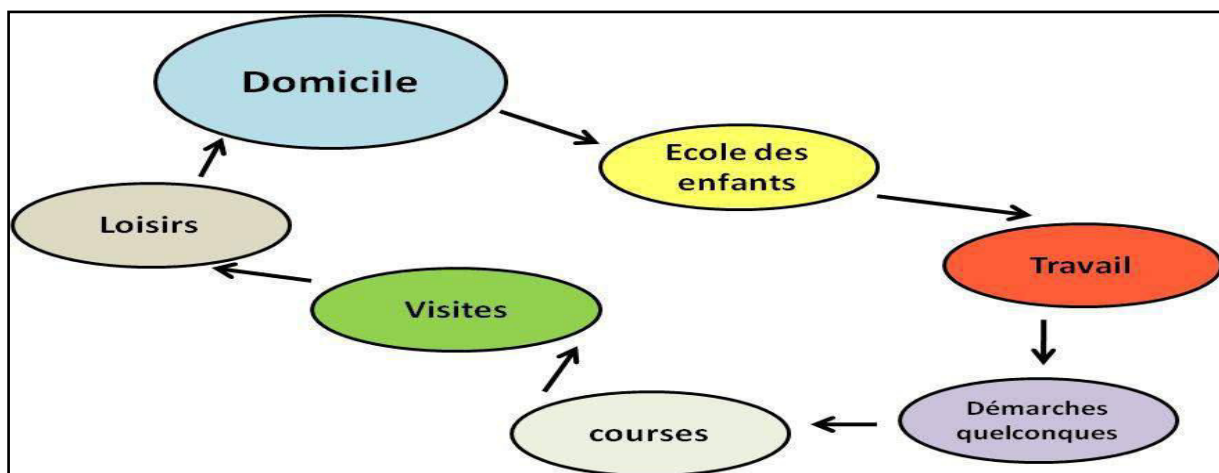 Domicile
Ecole des
enfants
Travail
Démarches
quelconques
courses
Visites
Loisirs